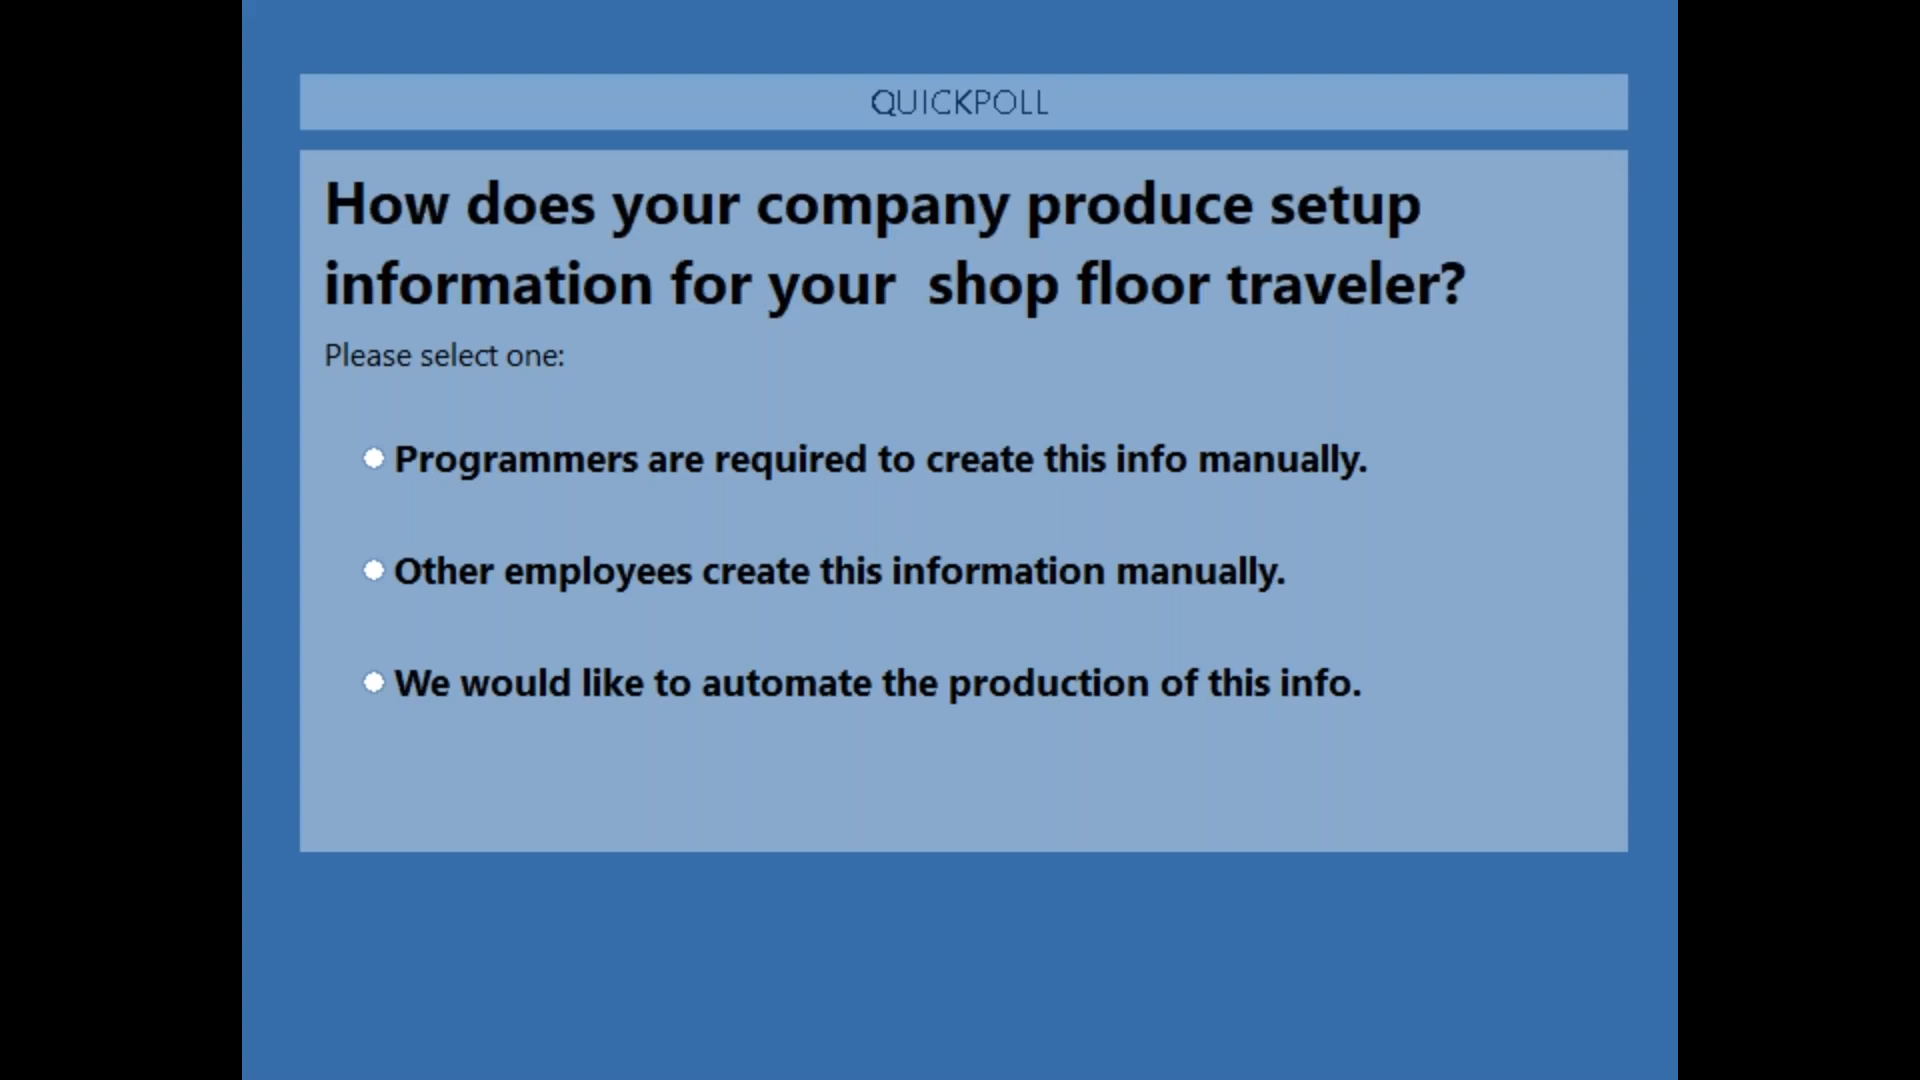 QUICKPOLL
How does your company produce setup
information for your  shop floor traveler?
Please select one:
Programmers are required to create this info manually.
Other employees create this information manually.
We would like to automate the production of this info.